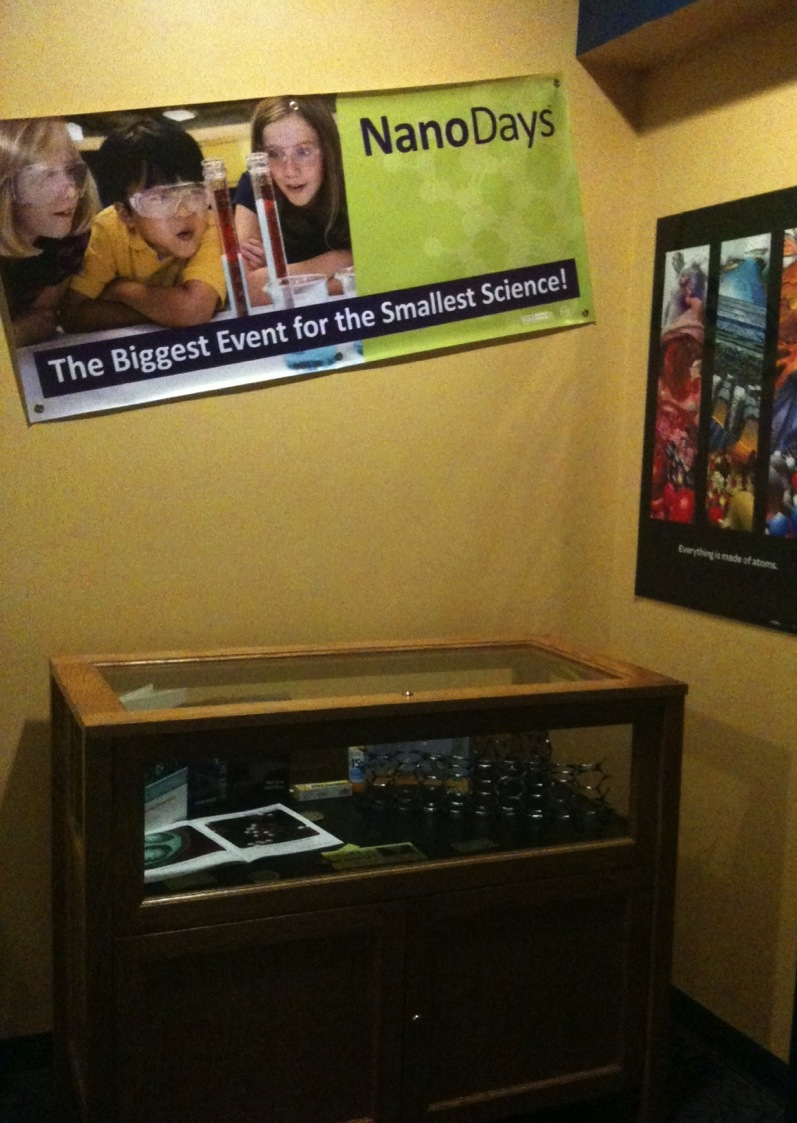 NanoDays
The Biggest Event for the Smallest Science!
Everything is made of atoms.